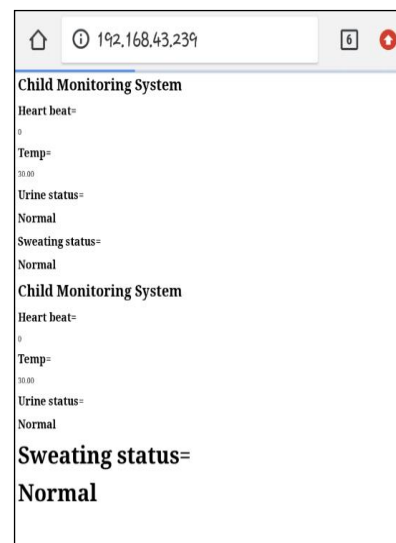 192.168.43.239
6
Child Monitoring System
Heart beat=
0
Temp=
30.00
Urine status=
Normal
Sweating status=
Normal
Child Monitoring System
Heart beat=
0
Temp=
30.00
Urine status=
Normal
Sweating status=
Normal